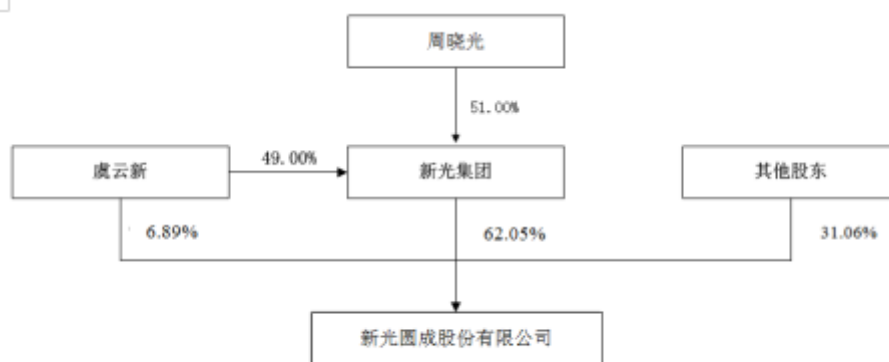 周晓光
51.00%
虞云新
49.00%
新光集团
其他股东
6.89%
62.05%
31.06%
新光圆成股份有限公司